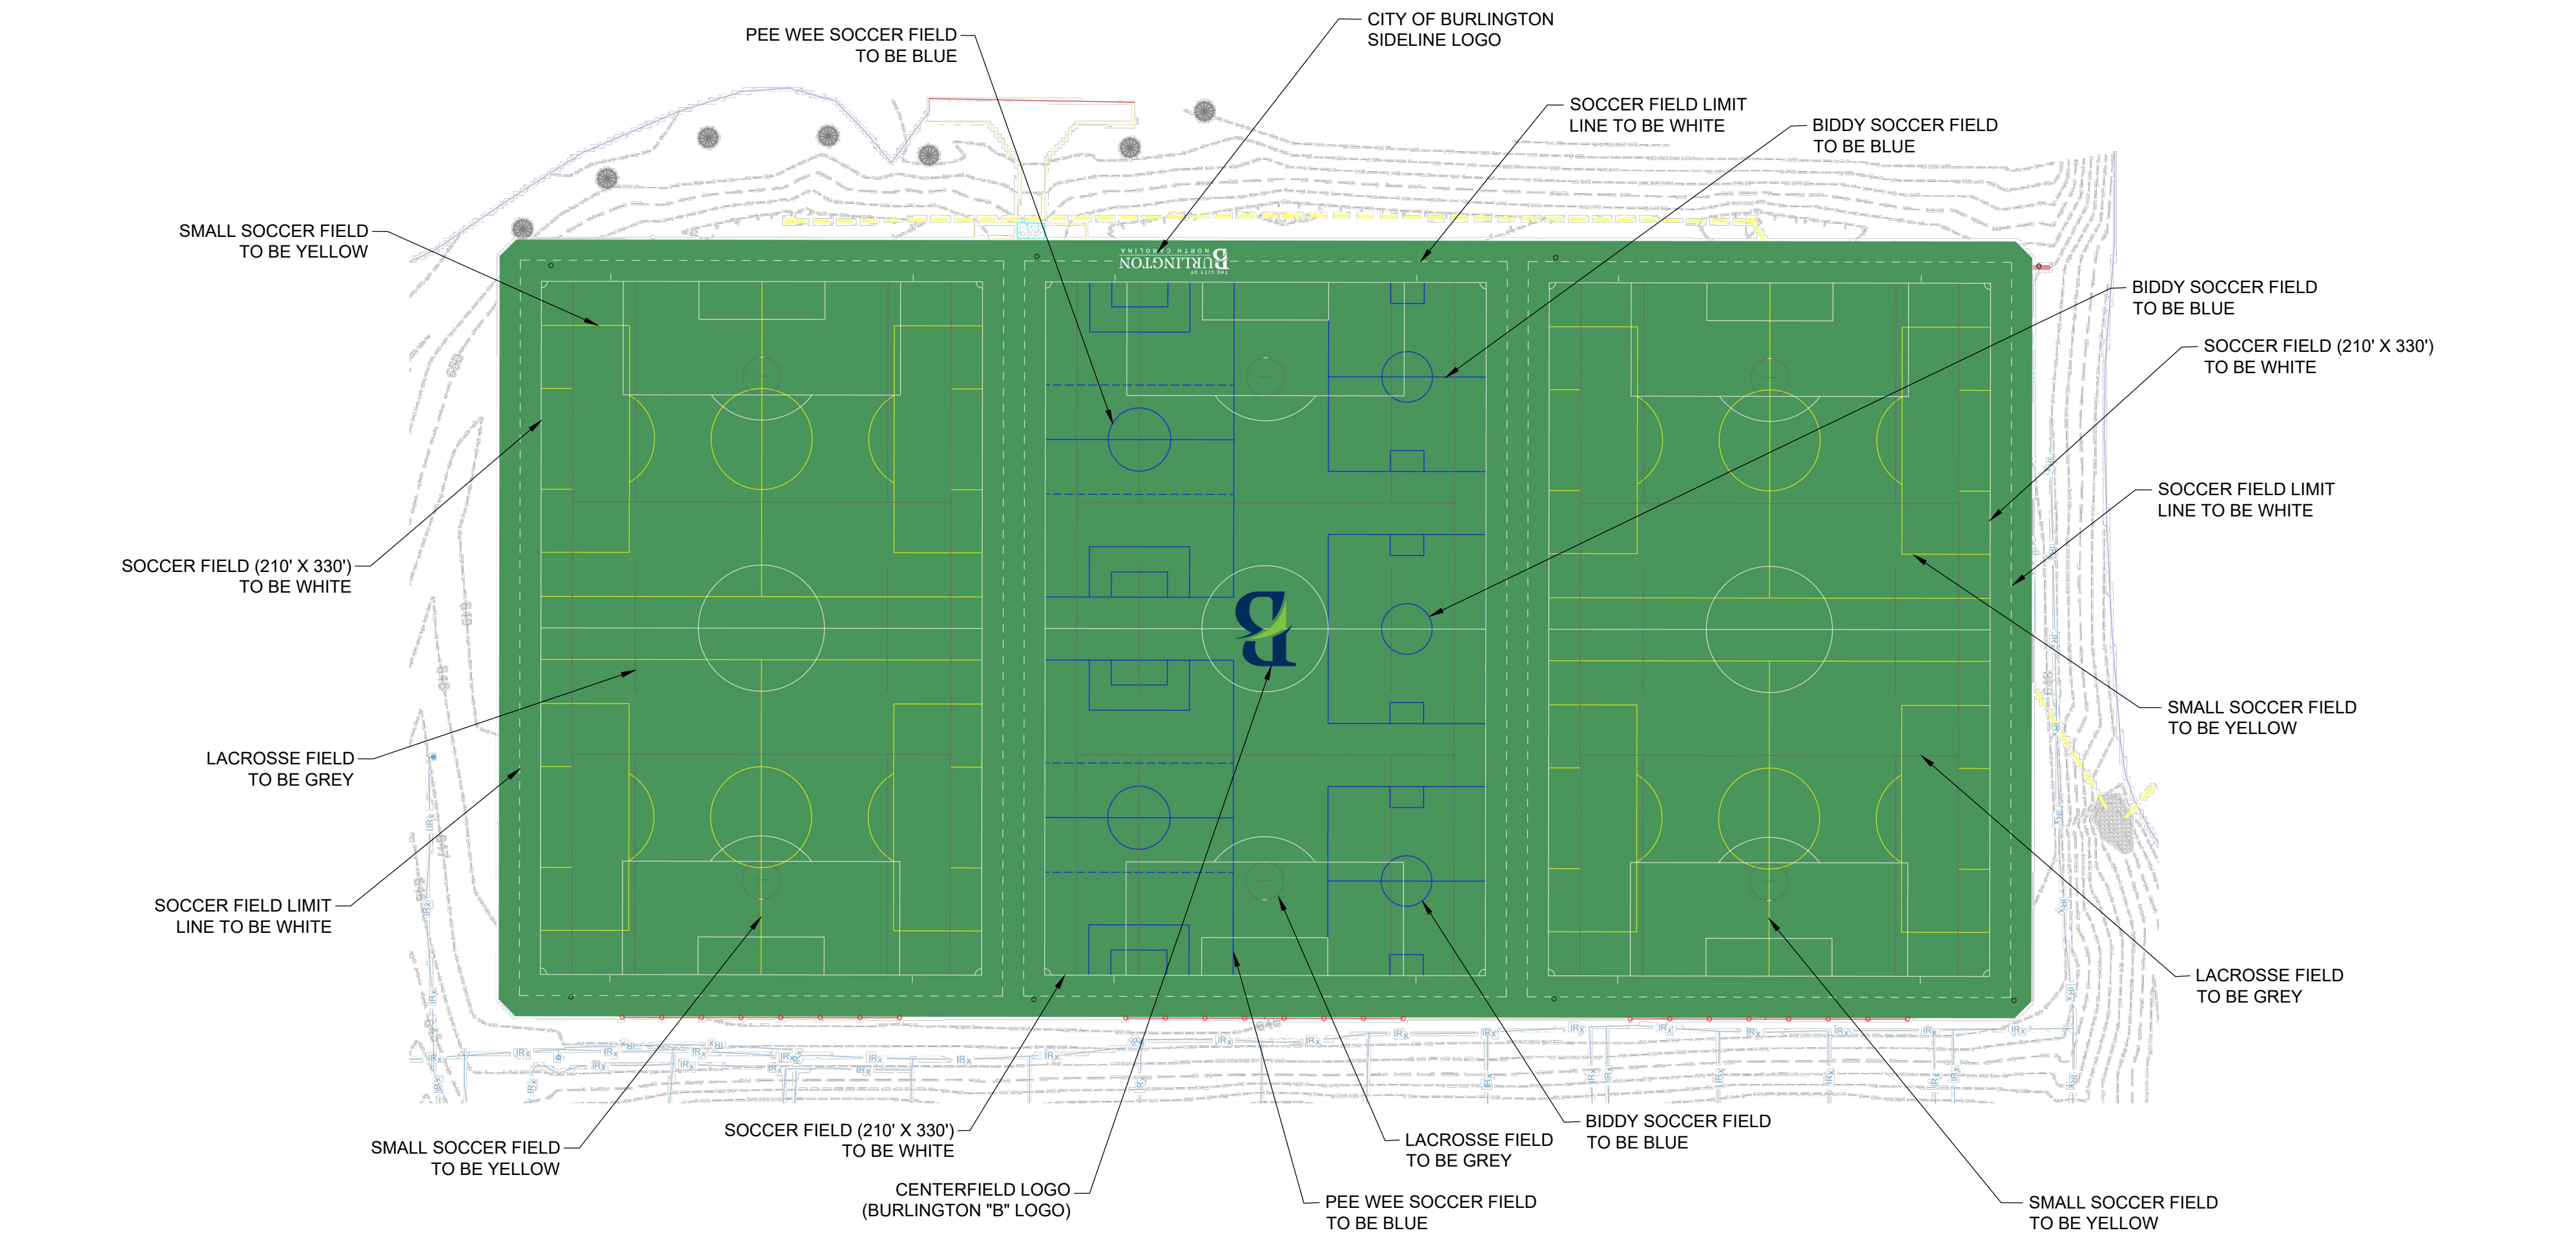 CITY OF BURLINGTON
SIDELINE LOGO
PEE WEE SOCCER FIELD
TO BE BLUE
SOCCER FIELD LIMIT
LINE TO BE WHITE
BIDDY SOCCER FIELD
TO BE BLUE
SMALL SOCCER FIELD
TO BE YELLOW
THE CITY OF
BURLINGTON
NORTH CAROLINA
BIDDY SOCCER FIELD
TO BE BLUE
SOCCER FIELD (210' X 330')
TO BE WHITE
SOCCER FIELD LIMIT
LINE TO BE WHITE
SOCCER FIELD (210' X 330')
TO BE WHITE
B
SMALL SOCCER FIELD
TO BE YELLOW
LACROSSE FIELD
TO BE GREY
SOCCER FIELD LIMIT
LINE TO BE WHITE
LACROSSE FIELD
TO BE GREY
SOCCER FIELD (210' X 330')
TO BE WHITE
BIDDY SOCCER FIELD
TO BE BLUE
LACROSSE FIELD
TO BE GREY
SMALL SOCCER FIELD
TO BE YELLOW
CENTERFIELD LOGO
(BURLINGTON "B" LOGO)
PEE WEE SOCCER FIELD
TO BE BLUE
SMALL SOCCER FIELD
TO BE YELLOW